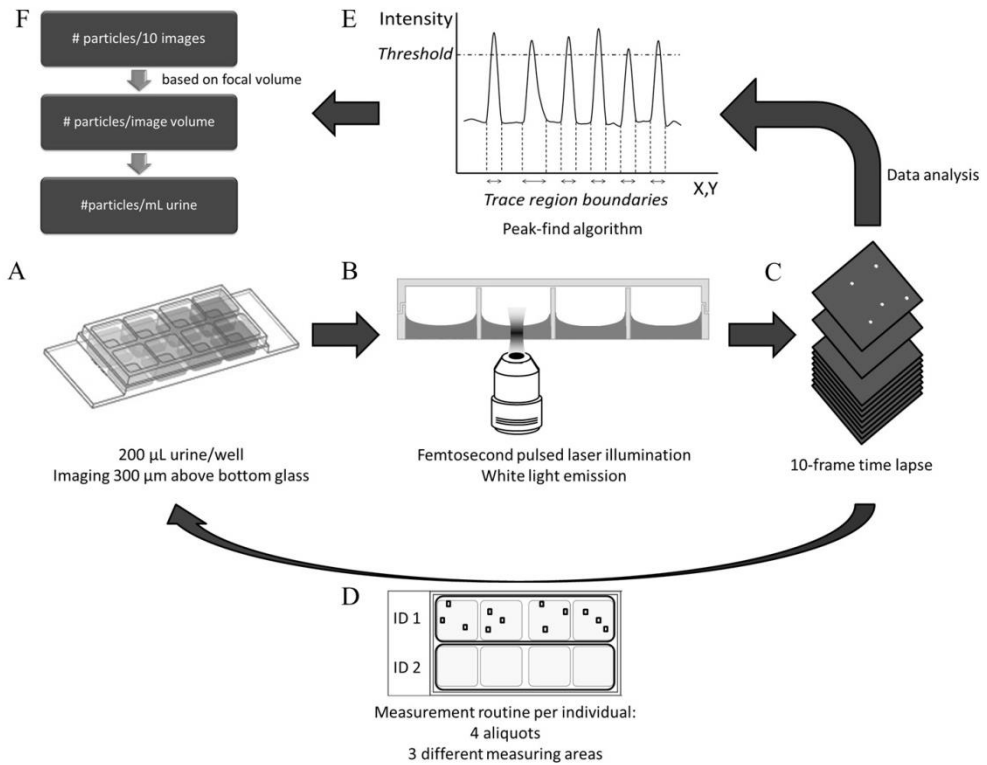 F
# particles/10 images
based on focal volume
# particles/image volume
#particles/mL urine
E
Intensity
Threshold
X,Y
Trace region boundaries
Peak-find algorithm
Data analysis
A
200 µL urine/well
Imaging 300 µm above bottom glass
B
Femtosecond pulsed laser illumination
White light emission
C
10-frame time lapse
D
ID 1
ID 2
Measurement routine per individual:
4 aliquots
3 different measuring areas